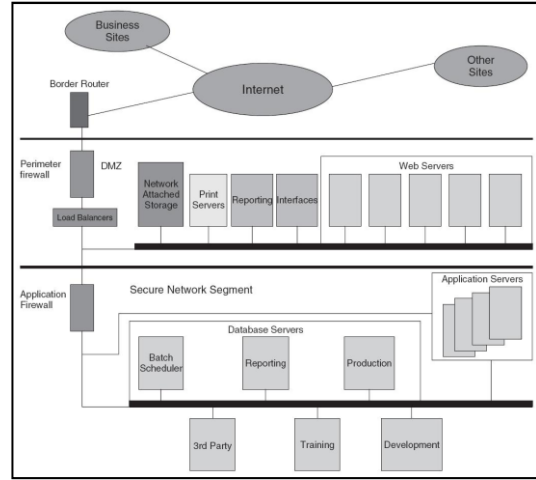 Business
Sites
Other
Sites
Border Router
Internet
Perimeter
firewall
DMZ
Web Servers
Network
Attached
Storage
Print
Servers
Reporting
Interfaces
Load Balancers
Application
Firewall
Secure Network Segment
Application Servers
Database Servers
Batch
Scheduler
Reporting
Production
3rd Party
Training
Development